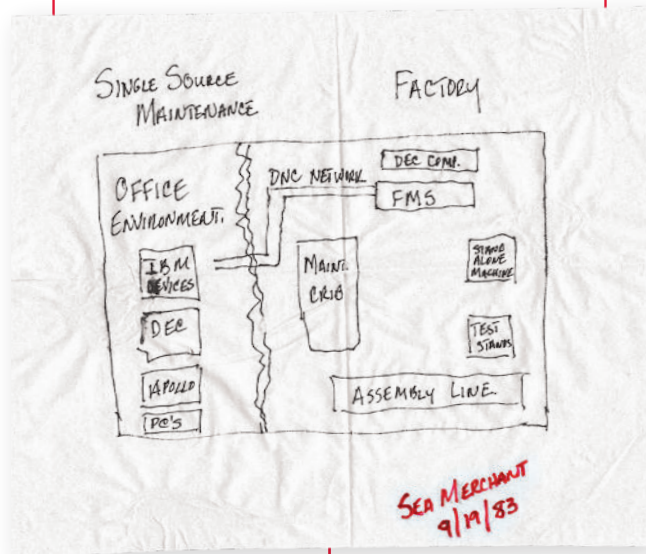 SINGLE SOURCE
MAINTENANCE
FACTORY
OFFICE
ENVIRONMENT.
IBM
DEVICES
DEC
APOLLO
PC'S
DNC NETWORK
DEC COMP.
FMS
MAINT.
CRIB
STAND
ALONE
MACHINE
TEST
STANDS
ASSEMBLY LINE
SEA MERCHANT
9/19/83